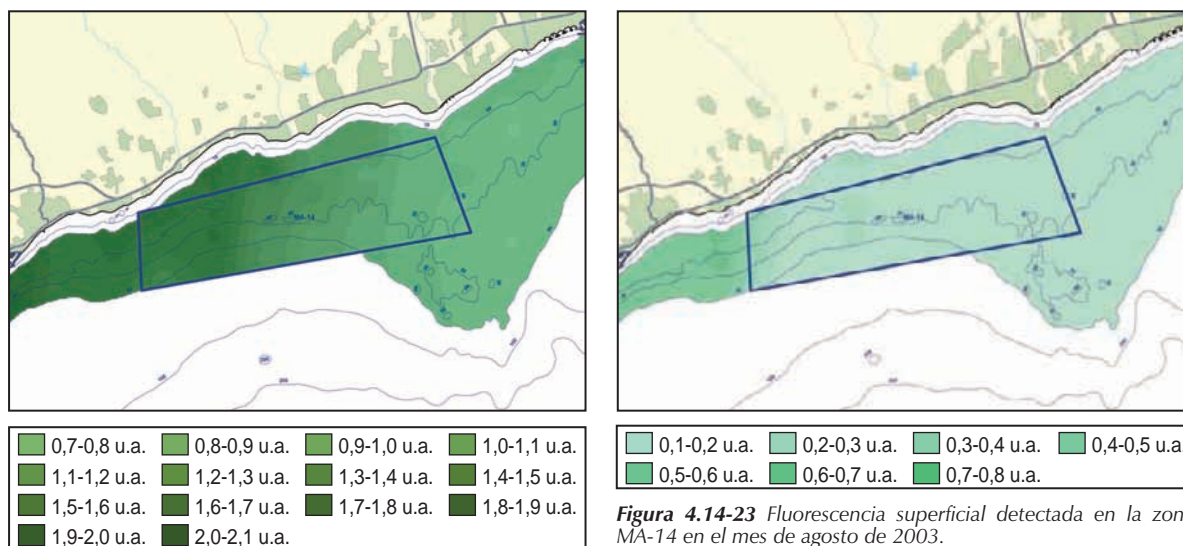 MA-14
MA-14
0,7-0,8 u.a. 0,8-0,9 u.a. 0,9-1,0 u.a. 1,0-1,1 u.a.
1,1-1,2 u.a. 1,2-1,3 u.a. 1,3-1,4 u.a. 1,4-1,5 u.a.
1,5-1,6 u.a. 1,6-1,7 u.a. 1,7-1,8 u.a. 1,8-1,9 u.a.
1,9-2,0 u.a. 2,0-2,1 u.a.
0,1-0,2 u.a. 0,2-0,3 u.a. 0,3-0,4 u.a. 0,4-0,5 u.a
0,5-0,6 u.a. 0,6-0,7 u.a. 0,7-0,8 u.a.
Figura 4.14-23 Fluorescencia superficial detectada en la zon
MA-14 en el mes de agosto de 2003.